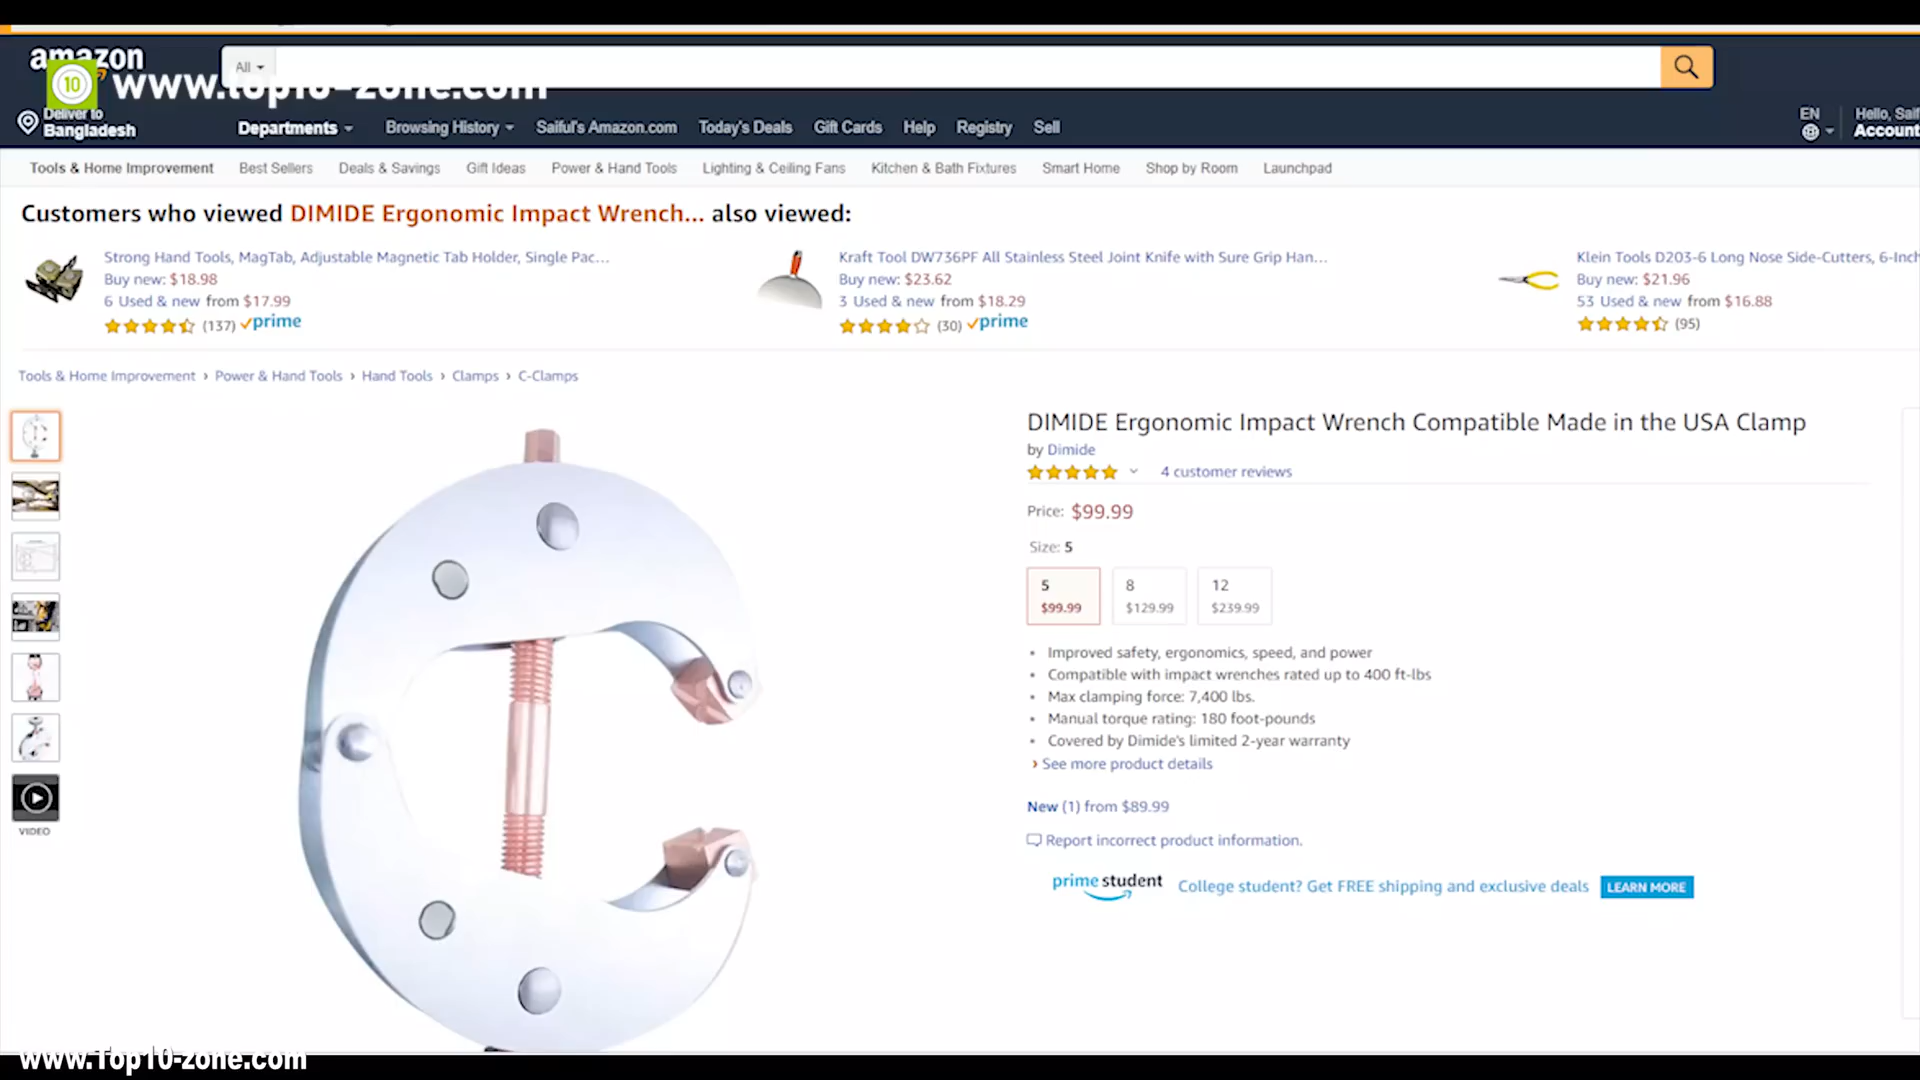 amazon
All
www.top10-zone.com
Deliver to
Bangladesh
Departments
Browsing History
Saiful's Amazon.com
Today's Deals
Gift Cards
Help
Registry
Sell
EN
Hello, Saif
Account
Tools & Home Improvement
Best Sellers
Deals & Savings
Gift Ideas
Power & Hand Tools
Lighting & Ceiling Fans
Kitchen & Bath Fixtures
Smart Home
Shop by Room
Launchpad
Customers who viewed DIMIDE Ergonomic Impact Wrench... also viewed:
Strong Hand Tools, MagTab, Adjustable Magnetic Tab Holder, Single Pac...
Buy new: $18.98
6 Used & new from $17.99
(137) prime
Kraft Tool DW736PF All Stainless Steel Joint Knife with Sure Grip Han...
Buy new: $23.62
3 Used & new from $18.29
(30) prime
Klein Tools D203-6 Long Nose Side-Cutters, 6-Inch
Buy new: $21.96
53 Used & new from $16.88
(95)
Tools & Home Improvement › Power & Hand Tools › Hand Tools › Clamps › C-Clamps
DIMIDE Ergonomic Impact Wrench Compatible Made in the USA Clamp
by Dimide
4 customer reviews
Price: $99.99
Size: 5
5
$99.99
8
$129.99
12
$239.99
• Improved safety, ergonomics, speed, and power
• Compatible with impact wrenches rated up to 400 ft-lbs
• Max clamping force: 7,400 lbs.
• Manual torque rating: 180 foot-pounds
• Covered by Dimide's limited 2-year warranty
› See more product details
New (1) from $89.99
Report incorrect product information.
prime student
College student? Get FREE shipping and exclusive deals
LEARN MORE
VIDEO
10
www.Top10-zone.com